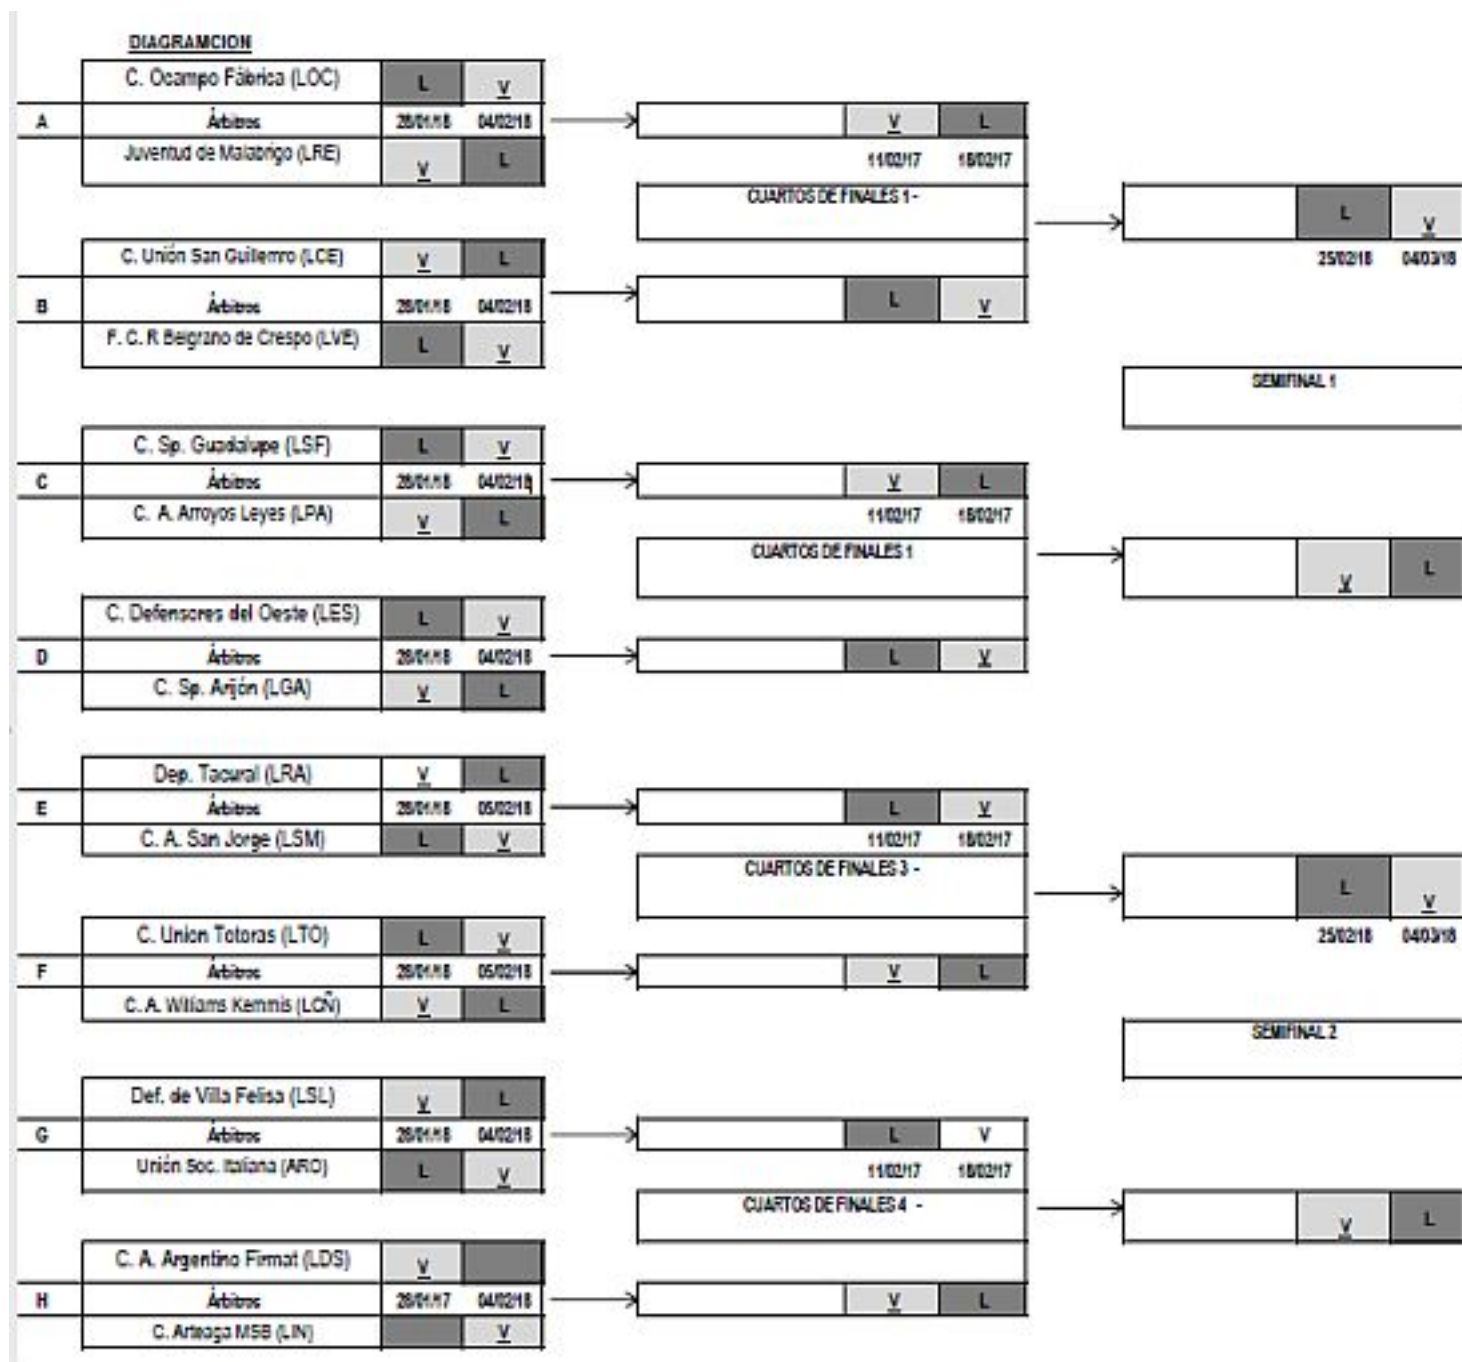 DIAGRAMCION
C. Ocampo Fábrica (LOC) L V
A Árbitros 28/01/18 04/02/18 V L
Juventud de Malabrigo (LRE) V L 11/02/17 18/02/17
CUARTOS DE FINALES 1 -
L V
25/02/18 04/03/18
C. Unión San Guillemro (LCE) V L
B Árbitros 28/01/18 04/02/18 L V
F. C. R Belgrano de Crespo (LVE) L V
SEMIFINAL 1
C. Sp. Guadalupe (LSF) L V
C Árbitros 28/01/18 04/02/18 V L
C. A. Arroyos Leyes (LPA) V L 11/02/17 18/02/17
CUARTOS DE FINALES 1
V L
C. Defensores del Oeste (LES) L V
D Árbitros 28/01/18 04/02/18 L V
C. Sp. Arijón (LGA) V L
Dep. Tacural (LRA) V L
E Árbitros 28/01/18 05/02/18 L V
C. A. San Jorge (LSM) L V 11/02/17 18/02/17
CUARTOS DE FINALES 3 -
L V
25/02/18 04/03/18
C. Union Totoras (LTO) L V
F Árbitros 28/01/18 05/02/18 V L
C. A. Williams Kemmis (LCÑ) V L
SEMIFINAL 2
Def. de Villa Felisa (LSL) V L
G Árbitros 28/01/18 04/02/18 L V
Unión Soc. Italiana (ARO) L V 11/02/17 18/02/17
CUARTOS DE FINALES 4 -
V L
C. A. Argentino Firmat (LDS) V
H Árbitros 28/01/17 04/02/18 V L
C. Arteaga MSB (LIN) V